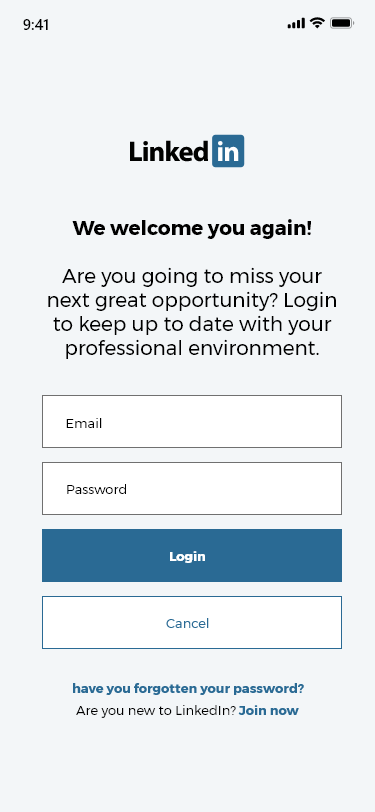 9:41
Linked in
We welcome you again!
Are you going to miss your
next great opportunity? Login
to keep up to date with your
professional environment.
Email
Password
Login
Cancel
have you forgotten your password?
Are you new to LinkedIn? Join now